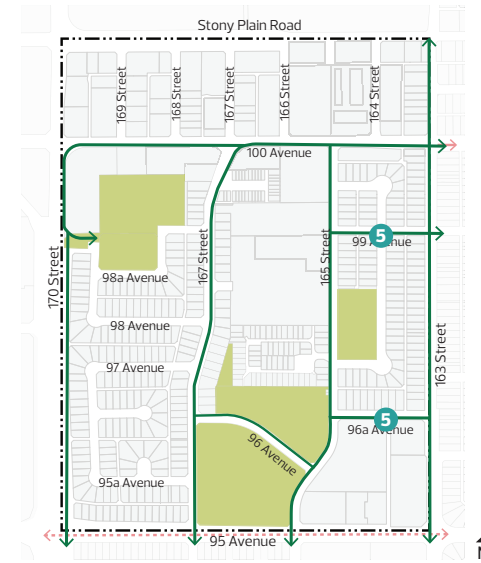 Stony Plain Road
169 Street
168 Street
167 Street
166 Street
164 Street
100 Avenue
5
99 Avenue
170 Street
167 Street
165 Street
98a Avenue
98 Avenue
97 Avenue
163 Street
5
96a Avenue
96 Avenue
95a Avenue
95 Avenue